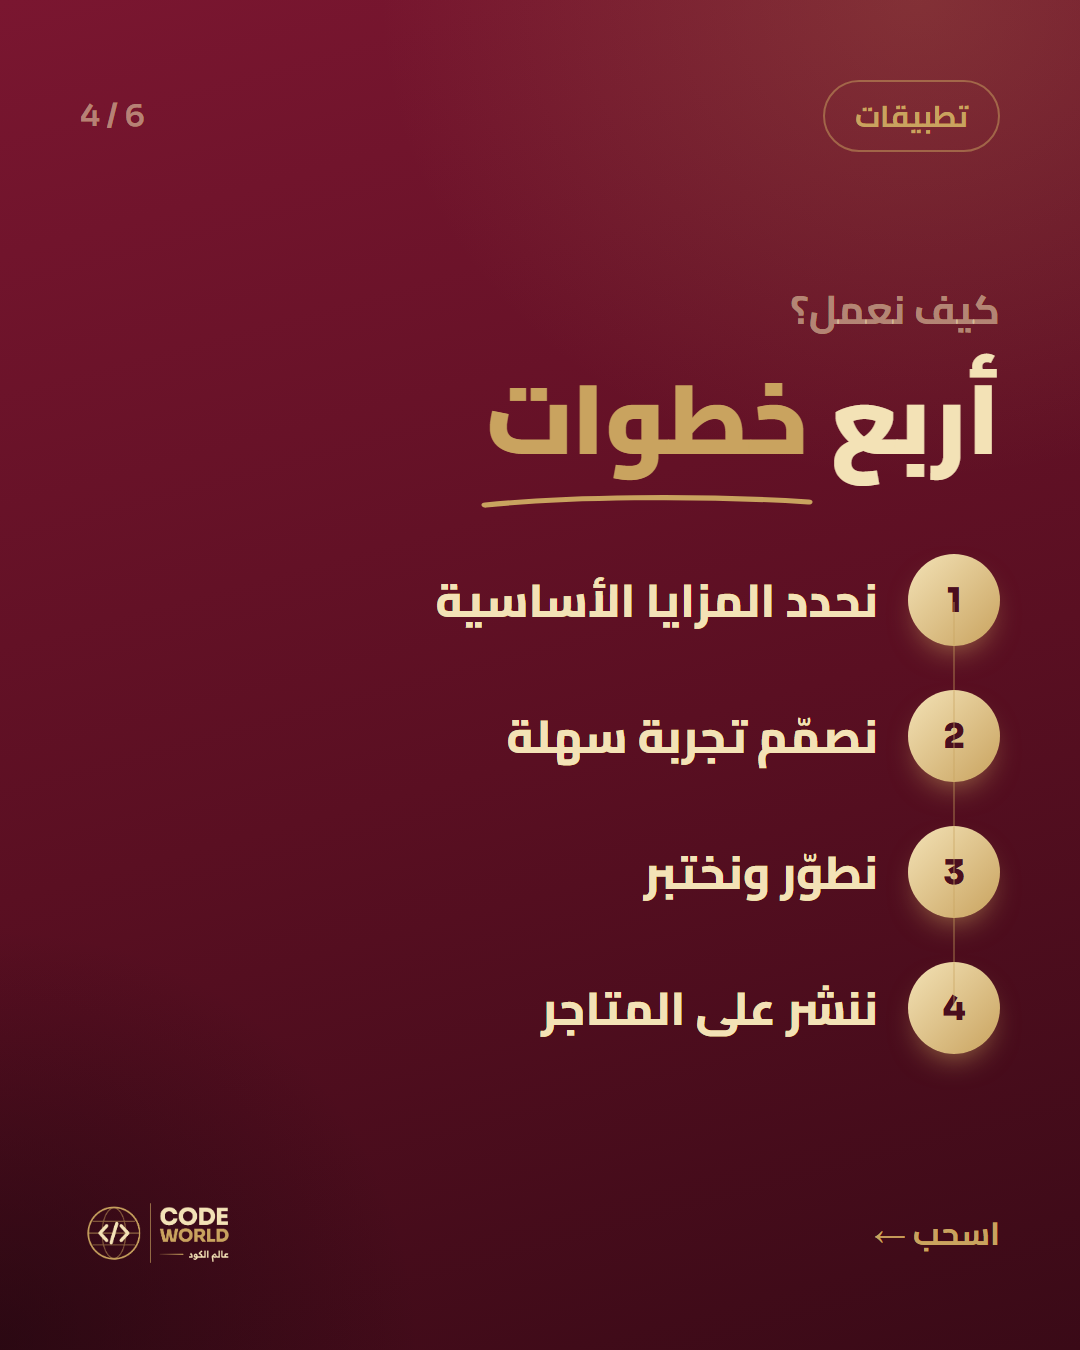 تطبيقات
4 / 6
كيف نعمل؟
أربع خطوات
1 نحدد المزايا الأساسية
2 نصمّم تجربة سهلة
3 نطوّر ونختبر
4 ننشر على المتاجر
اسحب ←
</>
CODE
WORLD
عالم الكود